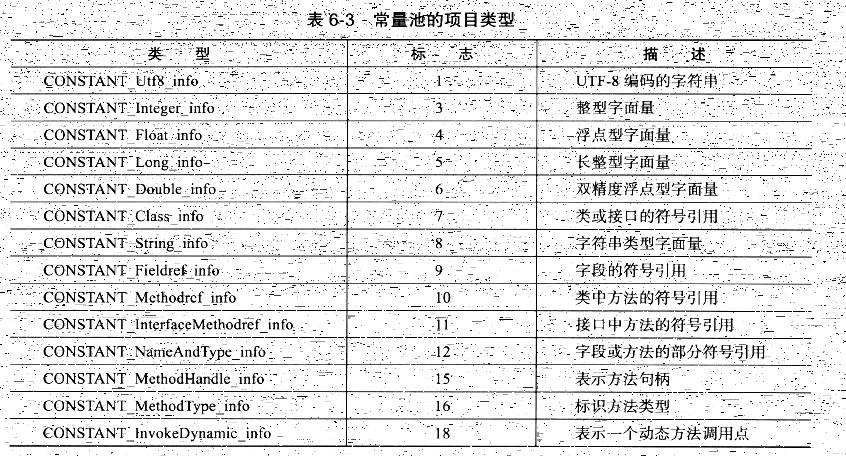 表 6-3 常量池的项目类型
类 型 标 志 描 述
CONSTANT_Utf8_info 1 UTF-8 编码的字符串
CONSTANT_Integer_info 3 整型字面量
CONSTANT_Float_info 4 浮点型字面量
CONSTANT_Long_info 5 长整型字面量
CONSTANT_Double_info 6 双精度浮点型字面量
CONSTANT_Class_info 7 类或接口的符号引用
CONSTANT_String_info 8 字符串类型字面量
CONSTANT_Fieldref_info 9 字段的符号引用
CONSTANT_Methodref_info 10 类中方法的符号引用
CONSTANT_InterfaceMethodref_info 11 接口中方法的符号引用
CONSTANT_NameAndType_info 12 字段或方法的部分符号引用
CONSTANT_MethodHandle_info 15 表示方法句柄
CONSTANT_MethodType_info 16 标识方法类型
CONSTANT_InvokeDynamic_info 18 表示一个动态方法调用点